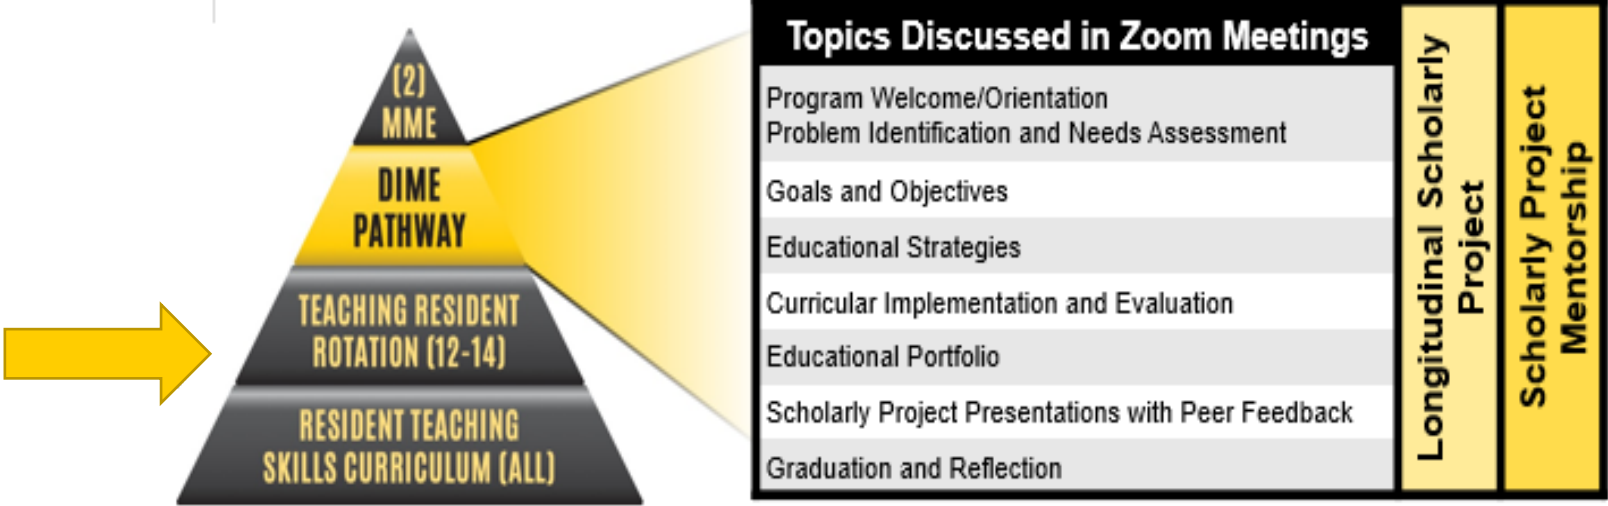 (2)
MME
DIME
PATHWAY
TEACHING RESIDENT
ROTATION (12-14)
RESIDENT TEACHING
SKILLS CURRICULUM (ALL)
Topics Discussed in Zoom Meetings
Program Welcome/Orientation
Problem Identification and Needs Assessment
Goals and Objectives
Educational Strategies
Curricular Implementation and Evaluation
Educational Portfolio
Scholarly Project Presentations with Peer Feedback
Graduation and Reflection
Longitudinal Scholarly
Project
Scholarly Project
Mentorship